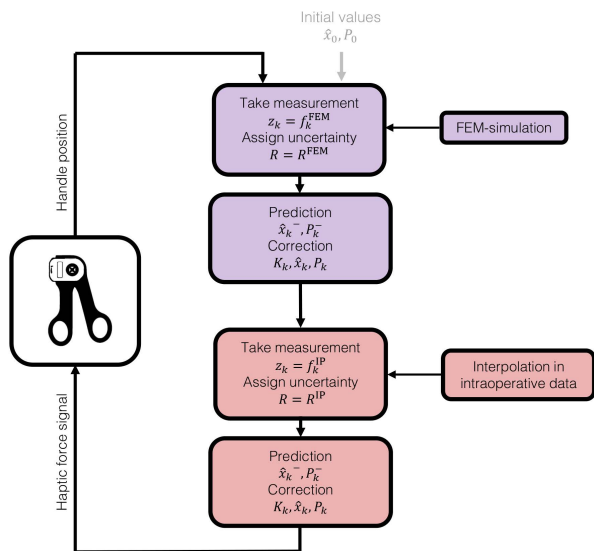 Initial values
x̂₀, P₀
Take measurement
zₖ = fₖᶠᴱᴹ
Assign uncertainty
R = Rᶠᴱᴹ
FEM-simulation
Handle position
Prediction
x̂ₖ⁻, Pₖ⁻
Correction
Kₖ, x̂ₖ, Pₖ
Take measurement
zₖ = fₖᴵᴾ
Assign uncertainty
R = Rᴵᴾ
Interpolation in
intraoperative data
Haptic force signal
Prediction
x̂ₖ⁻, Pₖ⁻
Correction
Kₖ, x̂ₖ, Pₖ